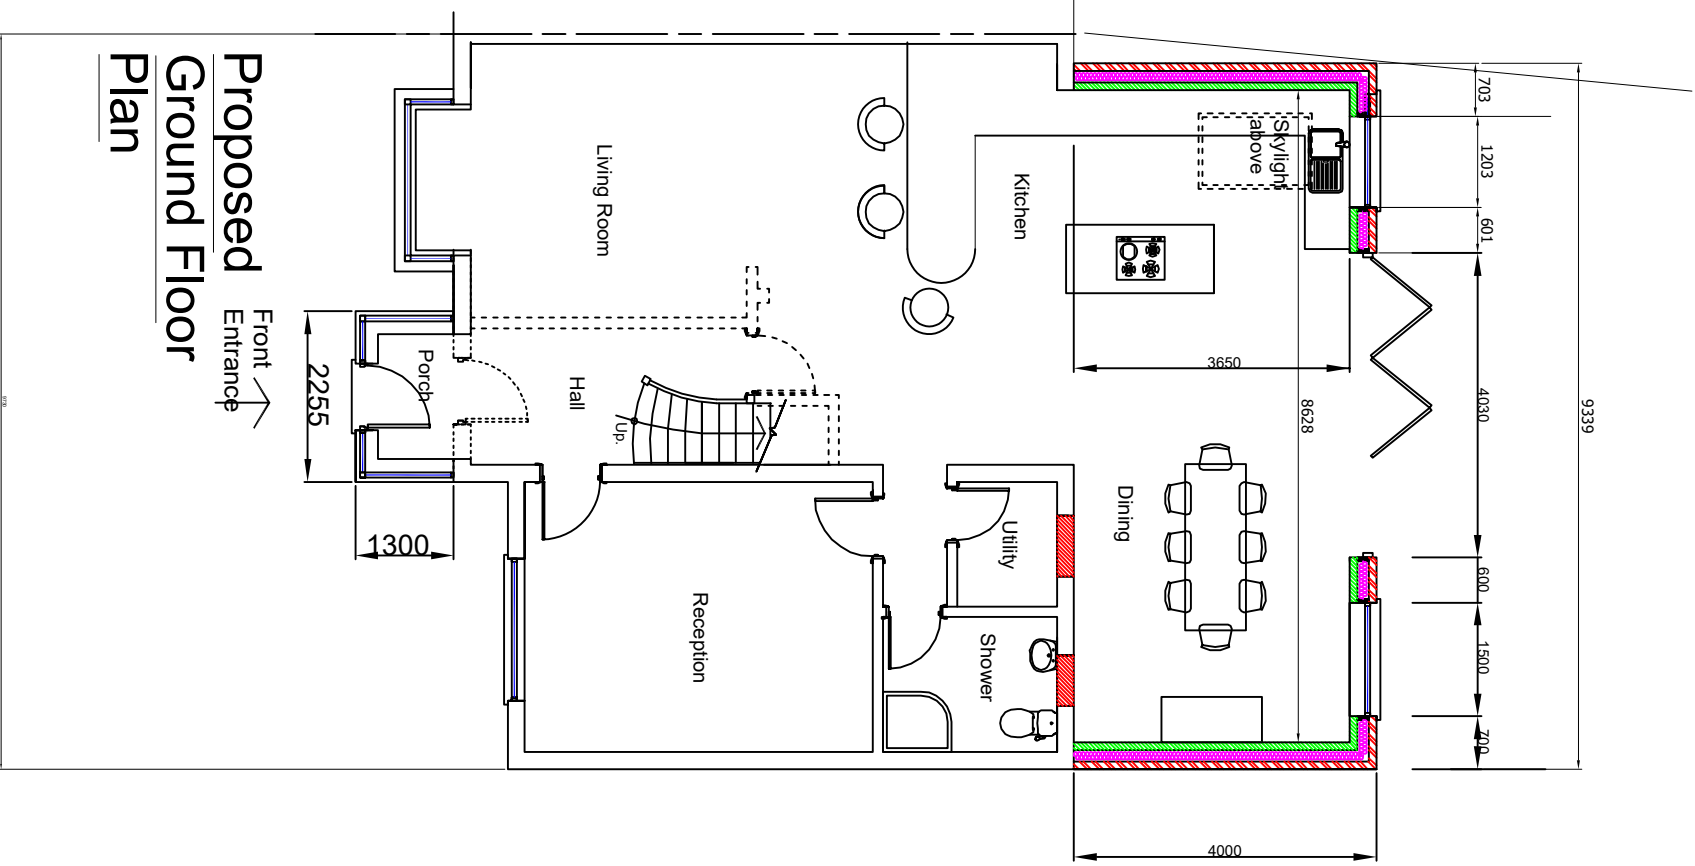 Proposed
Ground Floor
Plan
Front
Entrance
Porch
2255
1300
Living Room
Hall
Up.
Reception
Kitchen
Skylight
above
Utility
Shower
Dining
3650
8628
4000
703
1203
601
4030
600
1500
700
9339